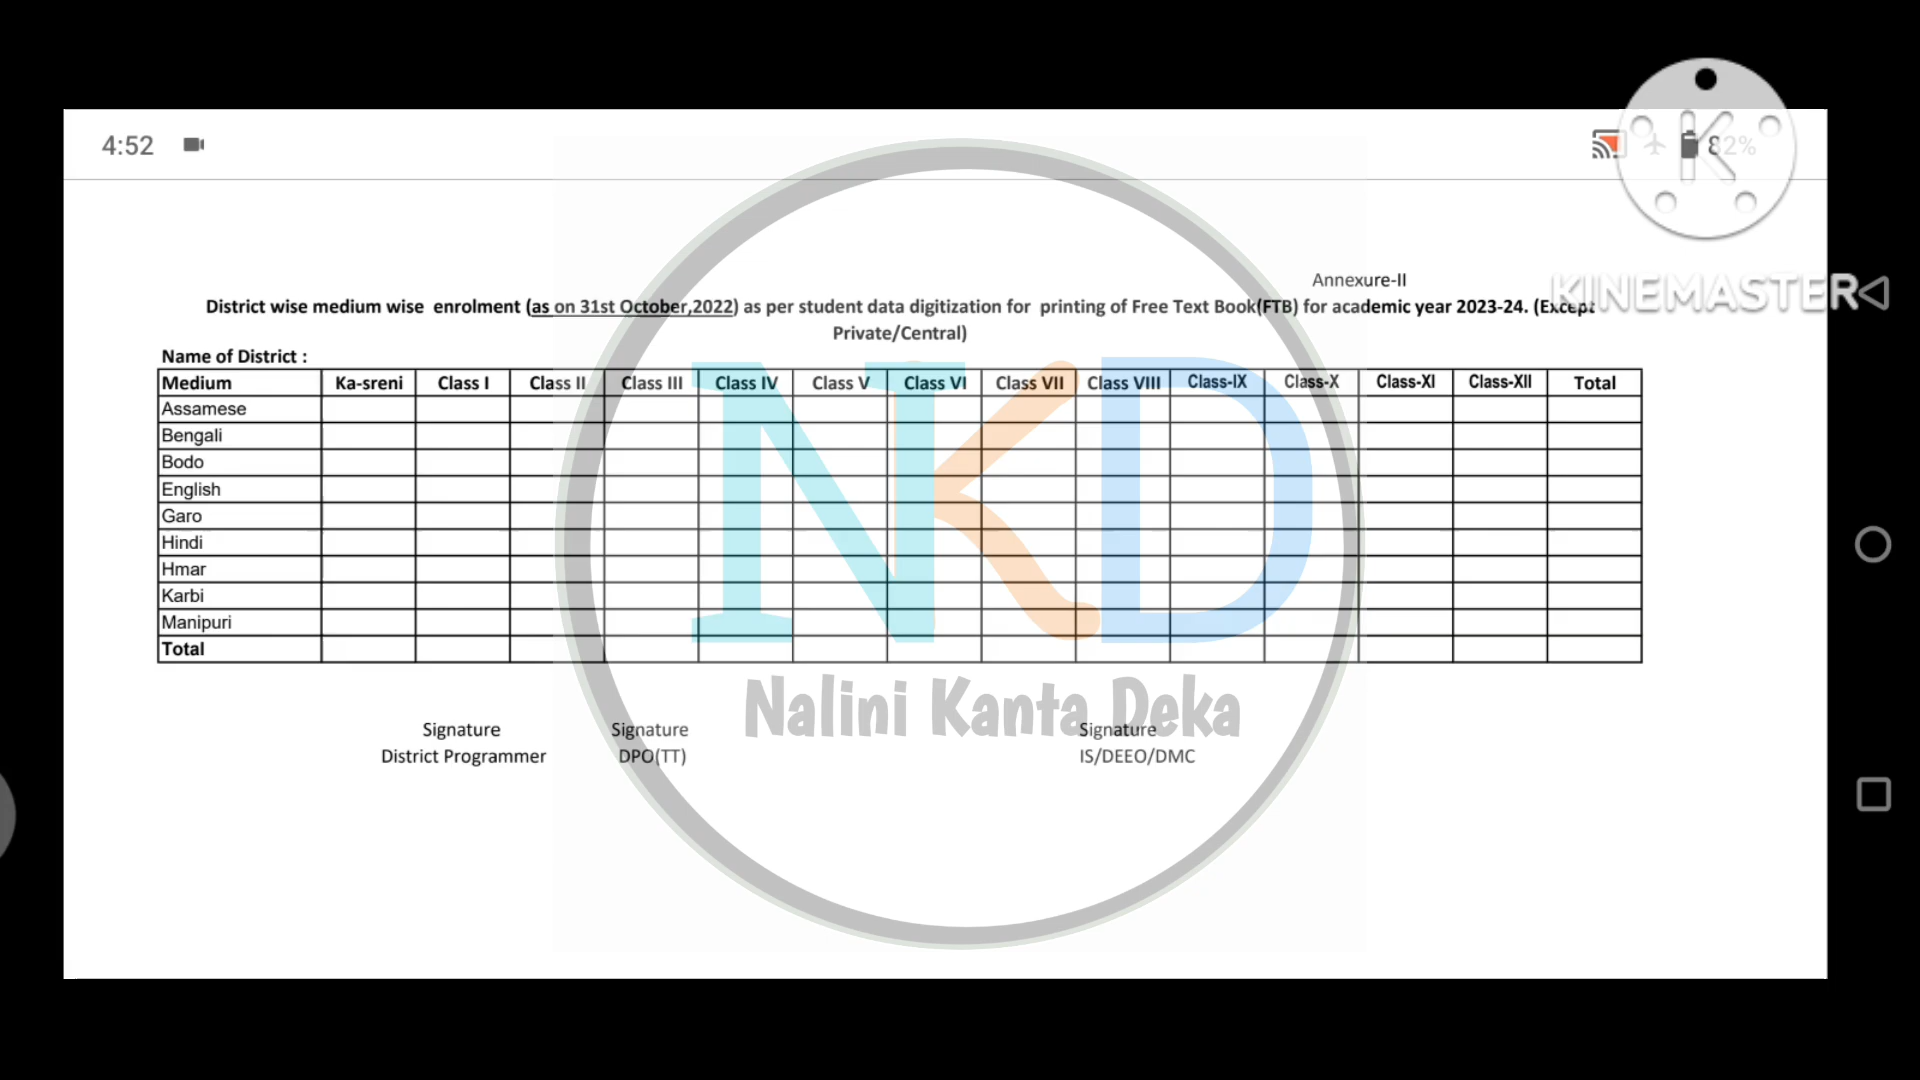 4:52
82%
Annexure-II
KINEMASTER
District wise medium wise enrolment (as on 31st October,2022) as per student data digitization for printing of Free Text Book(FTB) for academic year 2023-24. (Except
Private/Central)
Name of District :
Medium Ka-sreni Class I Class II Class III Class IV Class V Class VI Class VII Class VIII Class-IX Class-X Class-XI Class-XII Total
Assamese
Bengali
Bodo
English
Garo
Hindi
Hmar
Karbi
Manipuri
Total
NKD
Nalini Kanta Deka
Signature Signature Signature
District Programmer DPO(TT) IS/DEEO/DMC